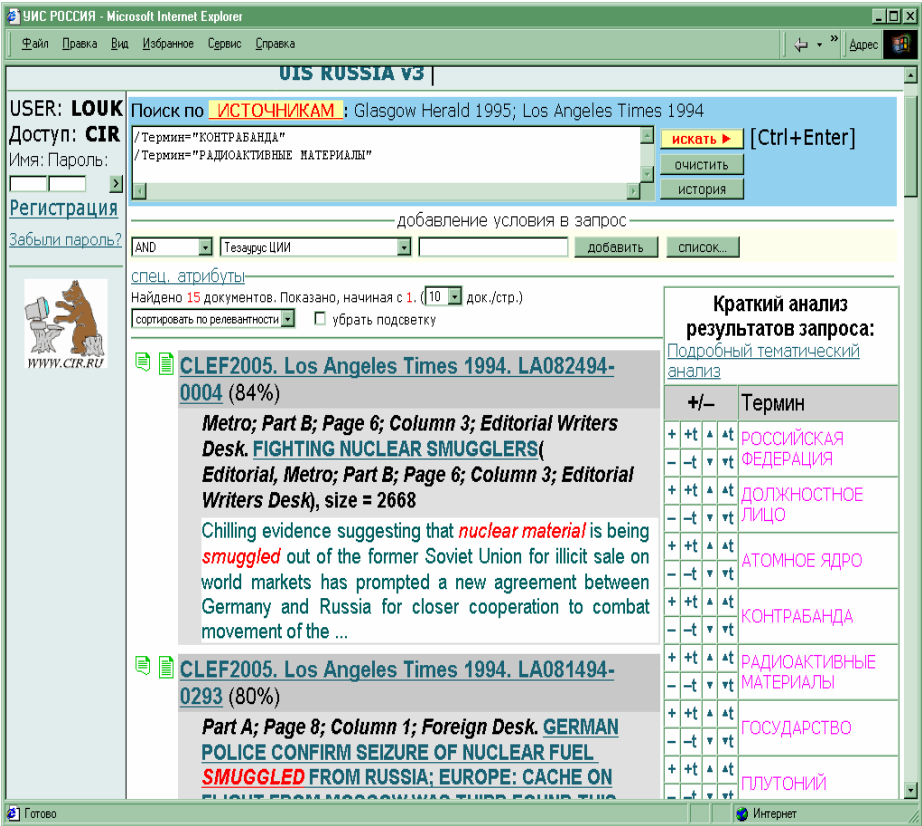 УИС РОССИЯ - Microsoft Internet Explorer
Файл Правка Вид Избранное Сервис Справка
» Адрес
UIS RUSSIA v3
USER: LOUK
Доступ: CIR
Имя: Пароль:
Регистрация
Забыли пароль?
WWW.CIR.RU
Поиск по ИСТОЧНИКАМ : Glasgow Herald 1995; Los Angeles Times 1994
/Термин="КОНТРАБАНДА"
/Термин="РАДИОАКТИВНЫЕ МАТЕРИАЛЫ"
искать [Ctrl+Enter]
очистить
история
добавление условия в запрос
AND Тезаурус ЦИИ добавить список...
спец. атрибуты
Найдено 15 документов. Показано, начиная с 1. (10 док./стр.)
сортировать по релевантности убрать подсветку
CLEF2005. Los Angeles Times 1994. LA082494-
0004 (84%)
Metro; Part B; Page 6; Column 3; Editorial Writers
Desk. FIGHTING NUCLEAR SMUGGLERS(
Editorial, Metro; Part B; Page 6; Column 3; Editorial
Writers Desk), size = 2668
Chilling evidence suggesting that nuclear material is being
smuggled out of the former Soviet Union for illicit sale on
world markets has prompted a new agreement between
Germany and Russia for closer cooperation to combat
movement of the ...
CLEF2005. Los Angeles Times 1994. LA081494-
0293 (80%)
Part A; Page 8; Column 1; Foreign Desk. GERMAN
POLICE CONFIRM SEIZURE OF NUCLEAR FUEL
SMUGGLED FROM RUSSIA; EUROPE: CACHE ON
FLIGHT FROM MOSCOW WAS THIRD FOUND THIS
Краткий анализ
результатов запроса:
Подробный тематический
анализ
+/– Термин
+ +t ▲ ▲t РОССИЙСКАЯ
– –t ▼ ▼t ФЕДЕРАЦИЯ
+ +t ▲ ▲t ДОЛЖНОСТНОЕ
– –t ▼ ▼t ЛИЦО
+ +t ▲ ▲t АТОМНОЕ ЯДРО
– –t ▼ ▼t
+ +t ▲ ▲t КОНТРАБАНДА
– –t ▼ ▼t
+ +t ▲ ▲t РАДИОАКТИВНЫЕ
– –t ▼ ▼t МАТЕРИАЛЫ
+ +t ▲ ▲t ГОСУДАРСТВО
– –t ▼ ▼t
+ +t ▲ ▲t ПЛУТОНИЙ
– –t ▼ ▼t
Готово Интернет